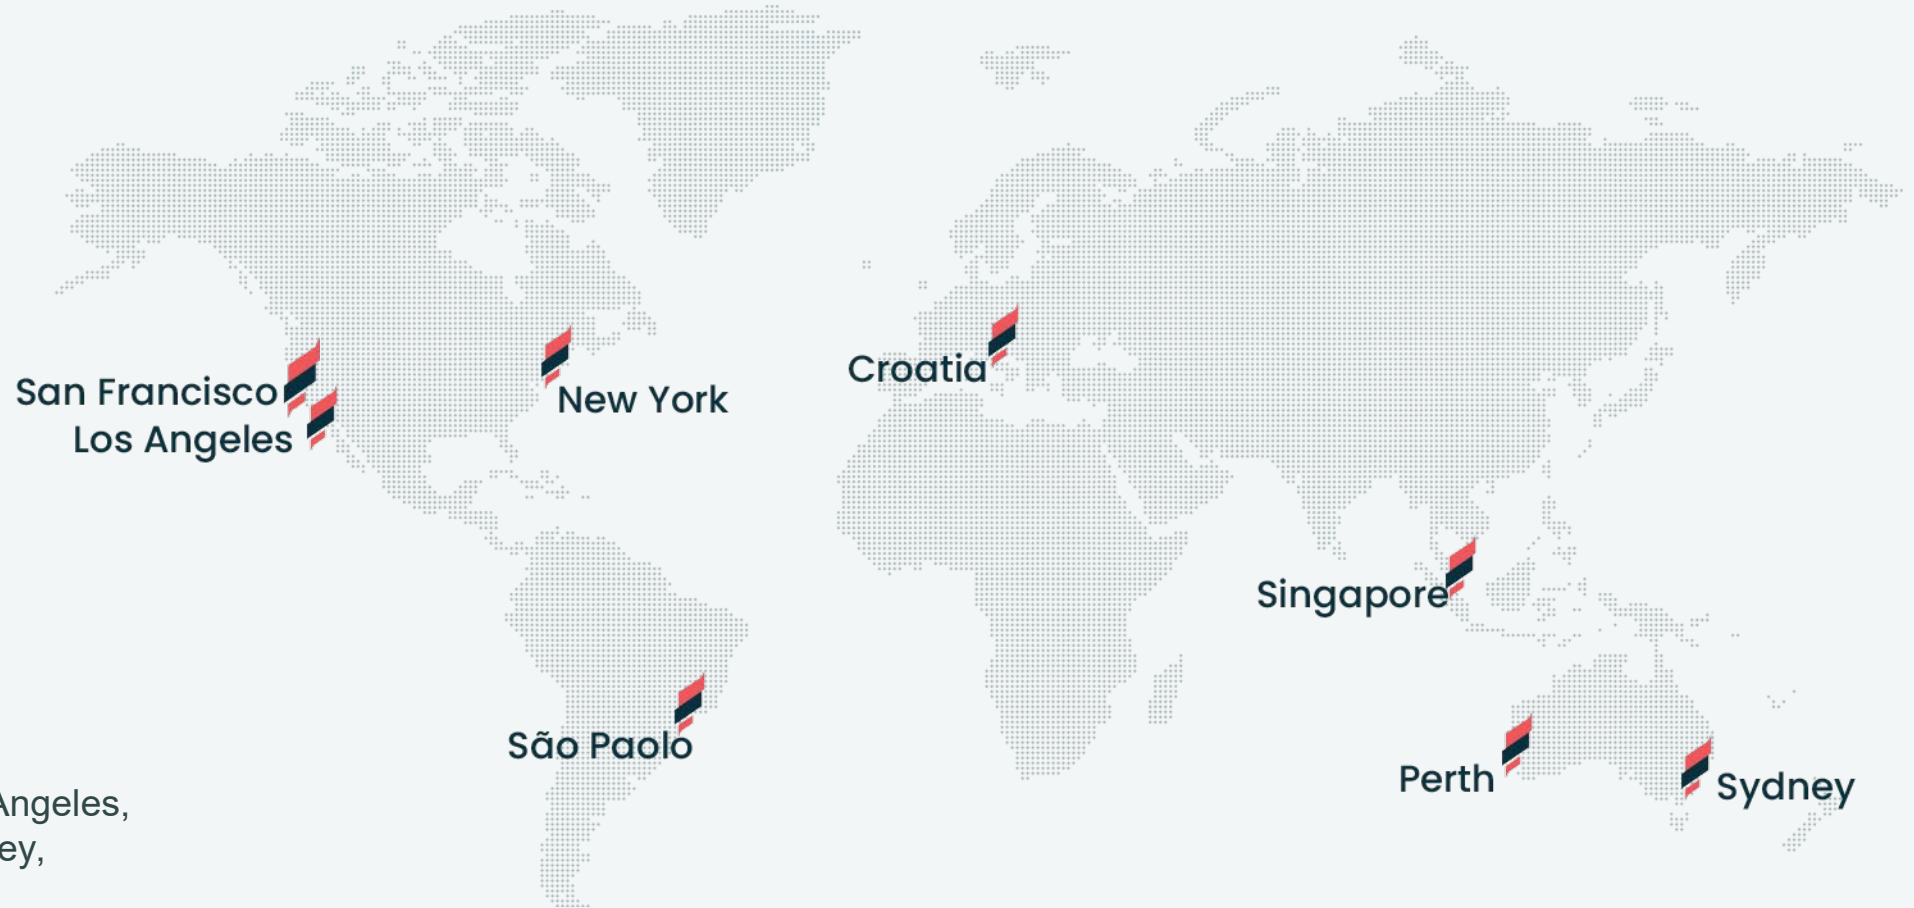 San Francisco
Los Angeles
New York
Croatia
Singapore
São Paolo
Perth
Sydney
Angeles,
ey,